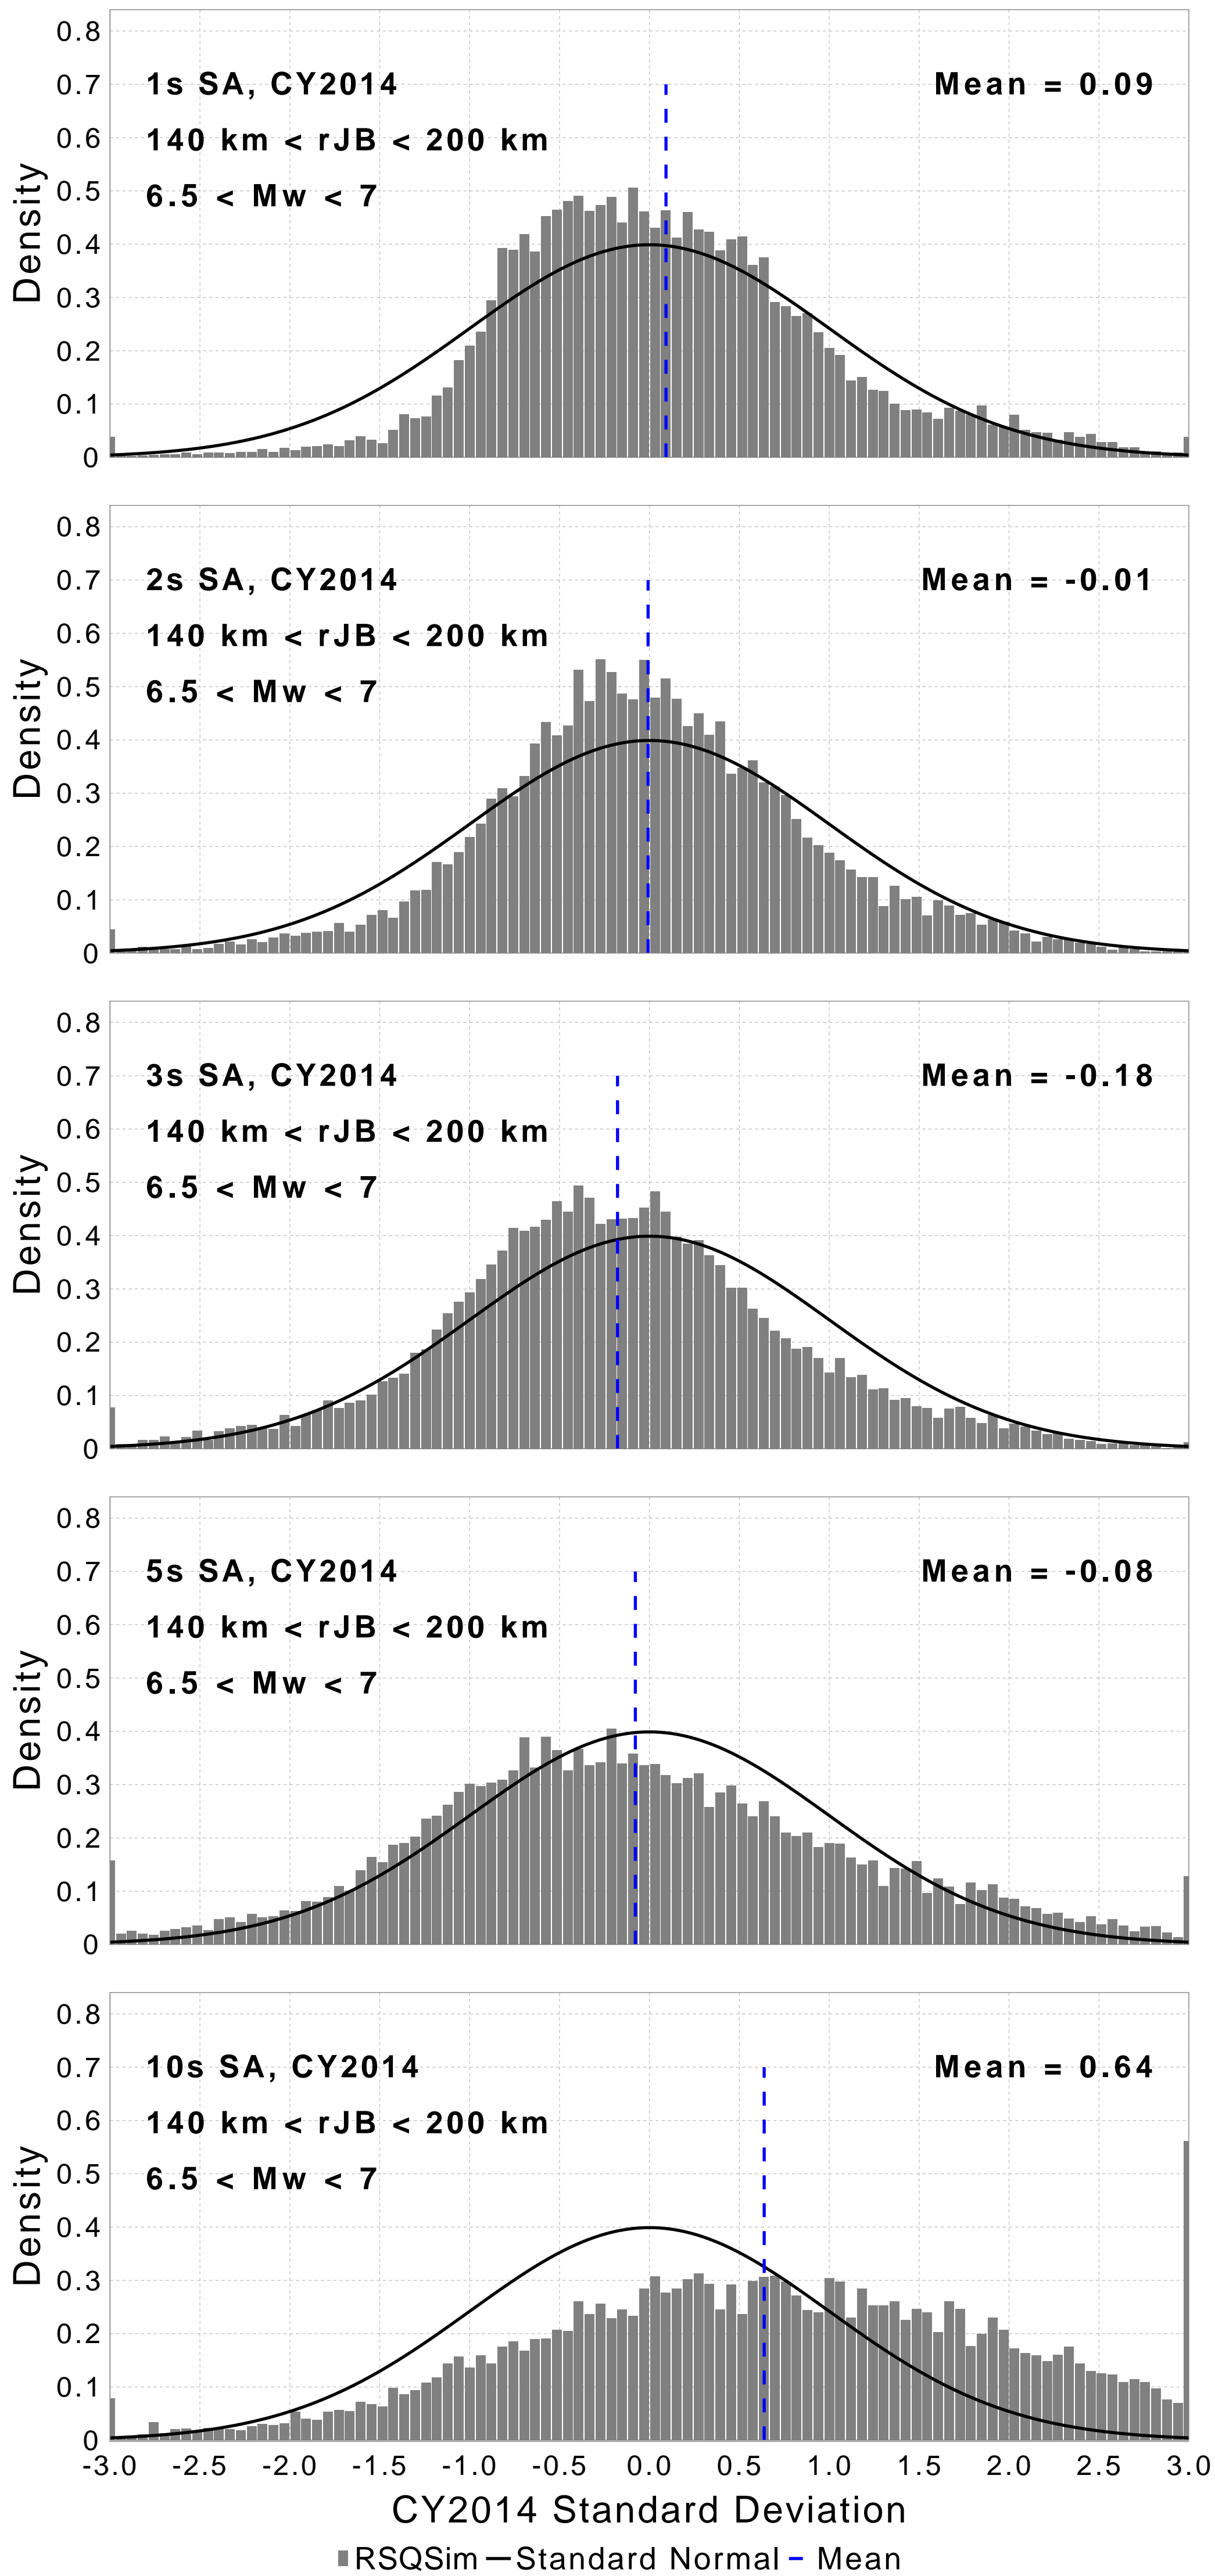 0.8
1s SA, CY2014 Mean = 0.09
0.7
140 km < rJB < 200 km
0.6
6.5 < Mw < 7
0.5
0.4
0.3
0.2
0.1
0
Density
0.8
2s SA, CY2014 Mean = -0.01
0.7
140 km < rJB < 200 km
0.6
6.5 < Mw < 7
0.5
0.4
0.3
0.2
0.1
0
Density
0.8
3s SA, CY2014 Mean = -0.18
0.7
140 km < rJB < 200 km
0.6
6.5 < Mw < 7
0.5
0.4
0.3
0.2
0.1
0
Density
0.8
5s SA, CY2014 Mean = -0.08
0.7
140 km < rJB < 200 km
0.6
6.5 < Mw < 7
0.5
0.4
0.3
0.2
0.1
0
Density
0.8
10s SA, CY2014 Mean = 0.64
0.7
140 km < rJB < 200 km
0.6
6.5 < Mw < 7
0.5
0.4
0.3
0.2
0.1
0
Density
-3.0 -2.5 -2.0 -1.5 -1.0 -0.5 0.0 0.5 1.0 1.5 2.0 2.5 3.0
CY2014 Standard Deviation
RSQSim Standard Normal Mean